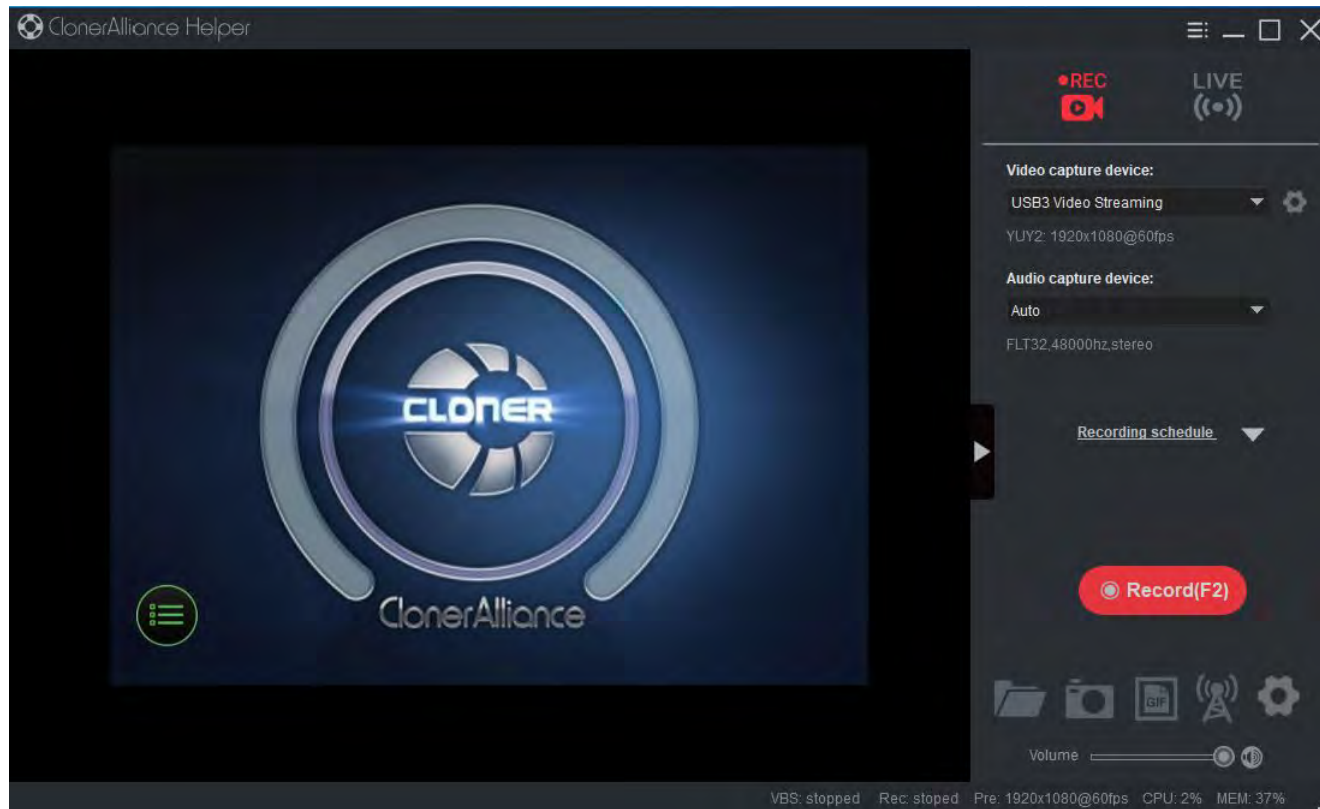 ClonerAlliance Helper
REC
LIVE
Video capture device:
USB3 Video Streaming
YUY2: 1920x1080@60fps
Audio capture device:
Auto
FLT32,48000hz,stereo
CLONER
ClonerAlliance
Recording schedule
Record(F2)
GIF
Volume
VBS: stopped Rec: stoped Pre: 1920x1080@60fps CPU: 2% MEM: 37%